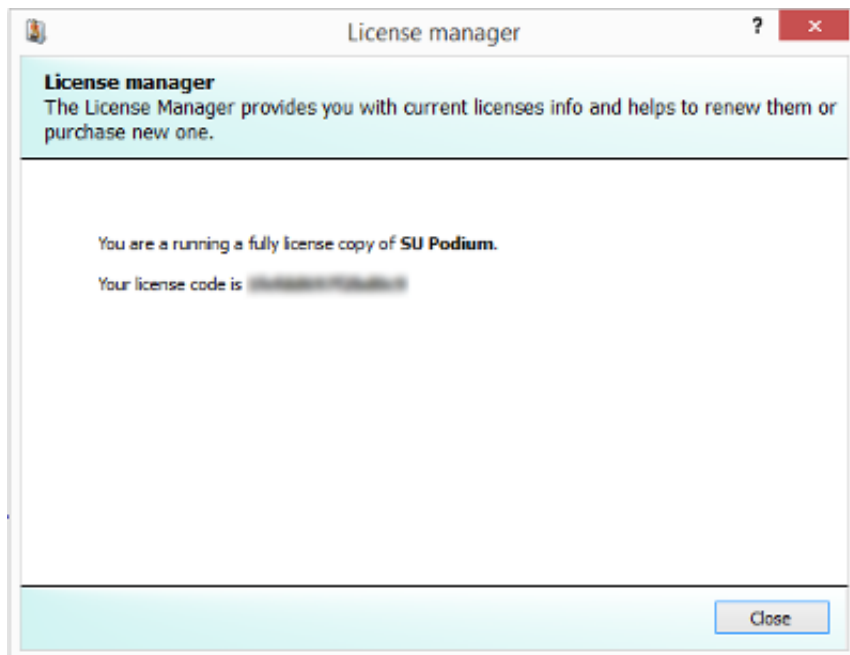 License manager
?
License manager
The License Manager provides you with current licenses info and helps to renew them or
purchase new one.
You are a running a fully license copy of SU Podium.
Your license code is
Close